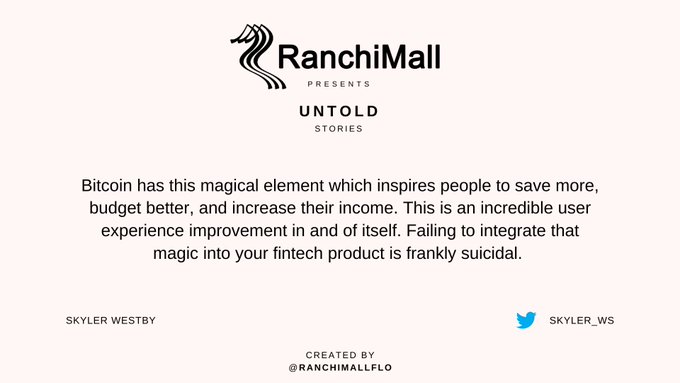 RanchiMall
PRESENTS
UNTOLD
STORIES
Bitcoin has this magical element which inspires people to save more,
budget better, and increase their income. This is an incredible user
experience improvement in and of itself. Failing to integrate that
magic into your fintech product is frankly suicidal.
SKYLER WESTBY
SKYLER_WS
CREATED BY
@RANCHIMALLFLO